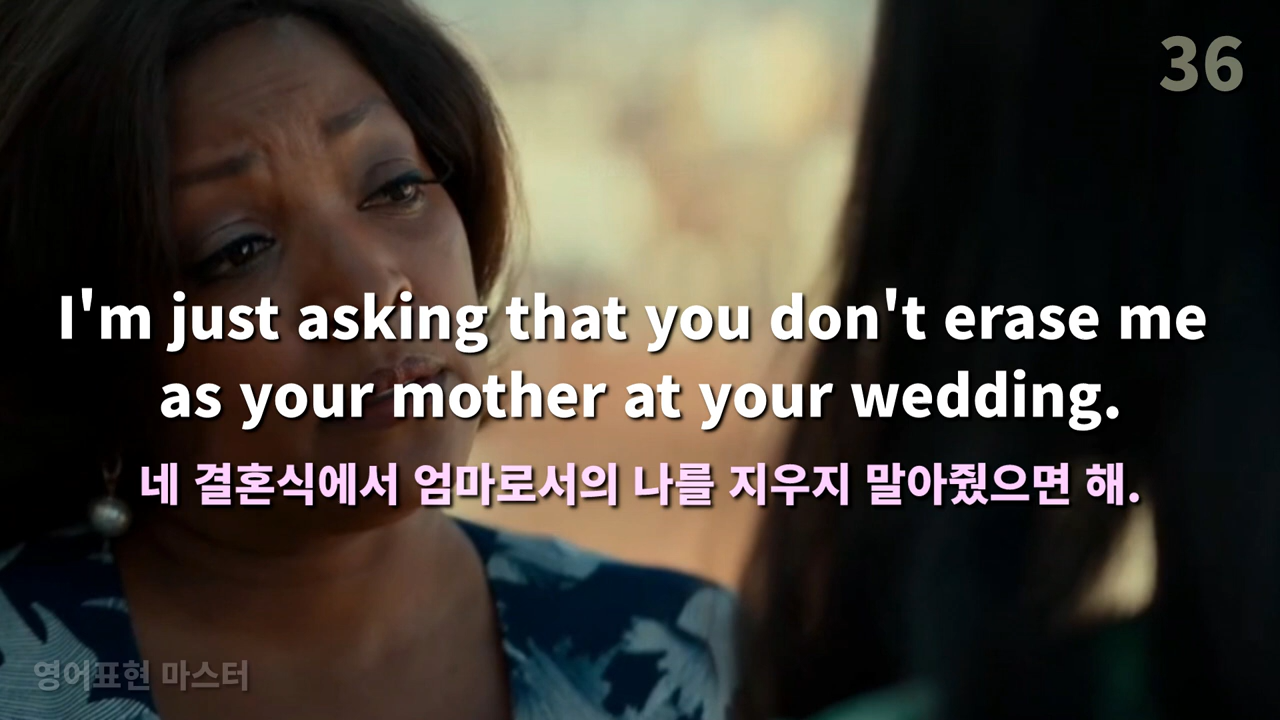 36
I'm just asking that you don't erase me
as your mother at your wedding.
네 결혼식에서 엄마로서의 나를 지우지 말아줬으면 해.
영어표현 마스터